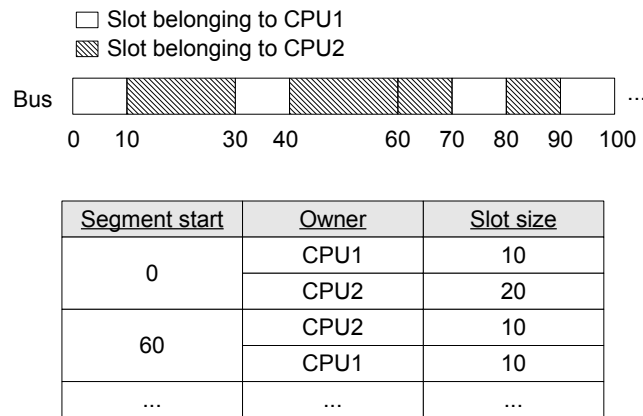 Slot belonging to CPU1
Slot belonging to CPU2
Bus
...
0 10 30 40 60 70 80 90 100
Segment start Owner Slot size
0
CPU1 10
CPU2 20
60
CPU2 10
CPU1 10
... ... ...